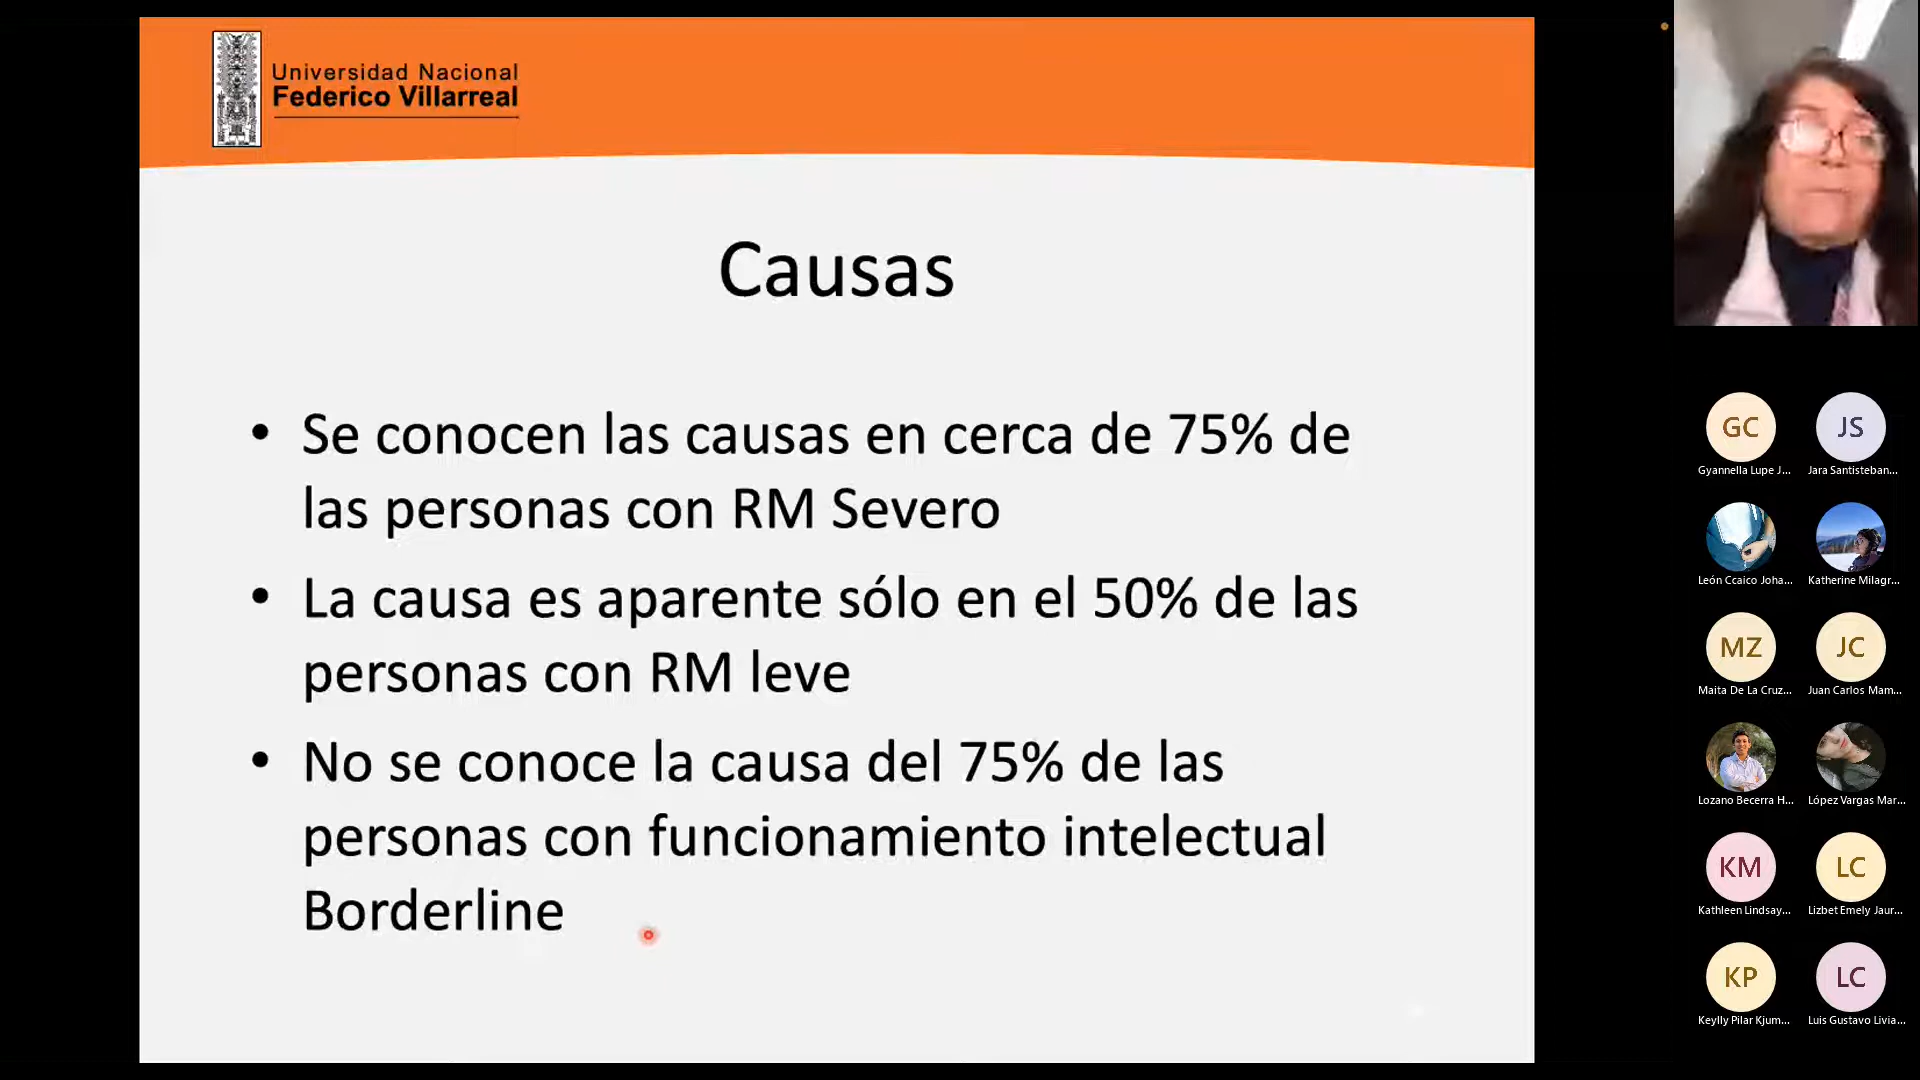 Universidad Nacional
Federico Villarreal
Causas
• Se conocen las causas en cerca de 75% de
las personas con RM Severo
• La causa es aparente sólo en el 50% de las
personas con RM leve
• No se conoce la causa del 75% de las
personas con funcionamiento intelectual
Borderline
GC
JS
Gyannella Lupe J...
Jara Santisteban...
León Ccaico Joha...
Katherine Milagr...
MZ
JC
Maita De La Cruz...
Juan Carlos Mam...
Lozano Becerra H...
López Vargas Mar...
KM
LC
Kathleen Lindsay...
Lizbet Emely Jaur...
KP
LC
Keylly Pilar Kjum...
Luis Gustavo Livia...